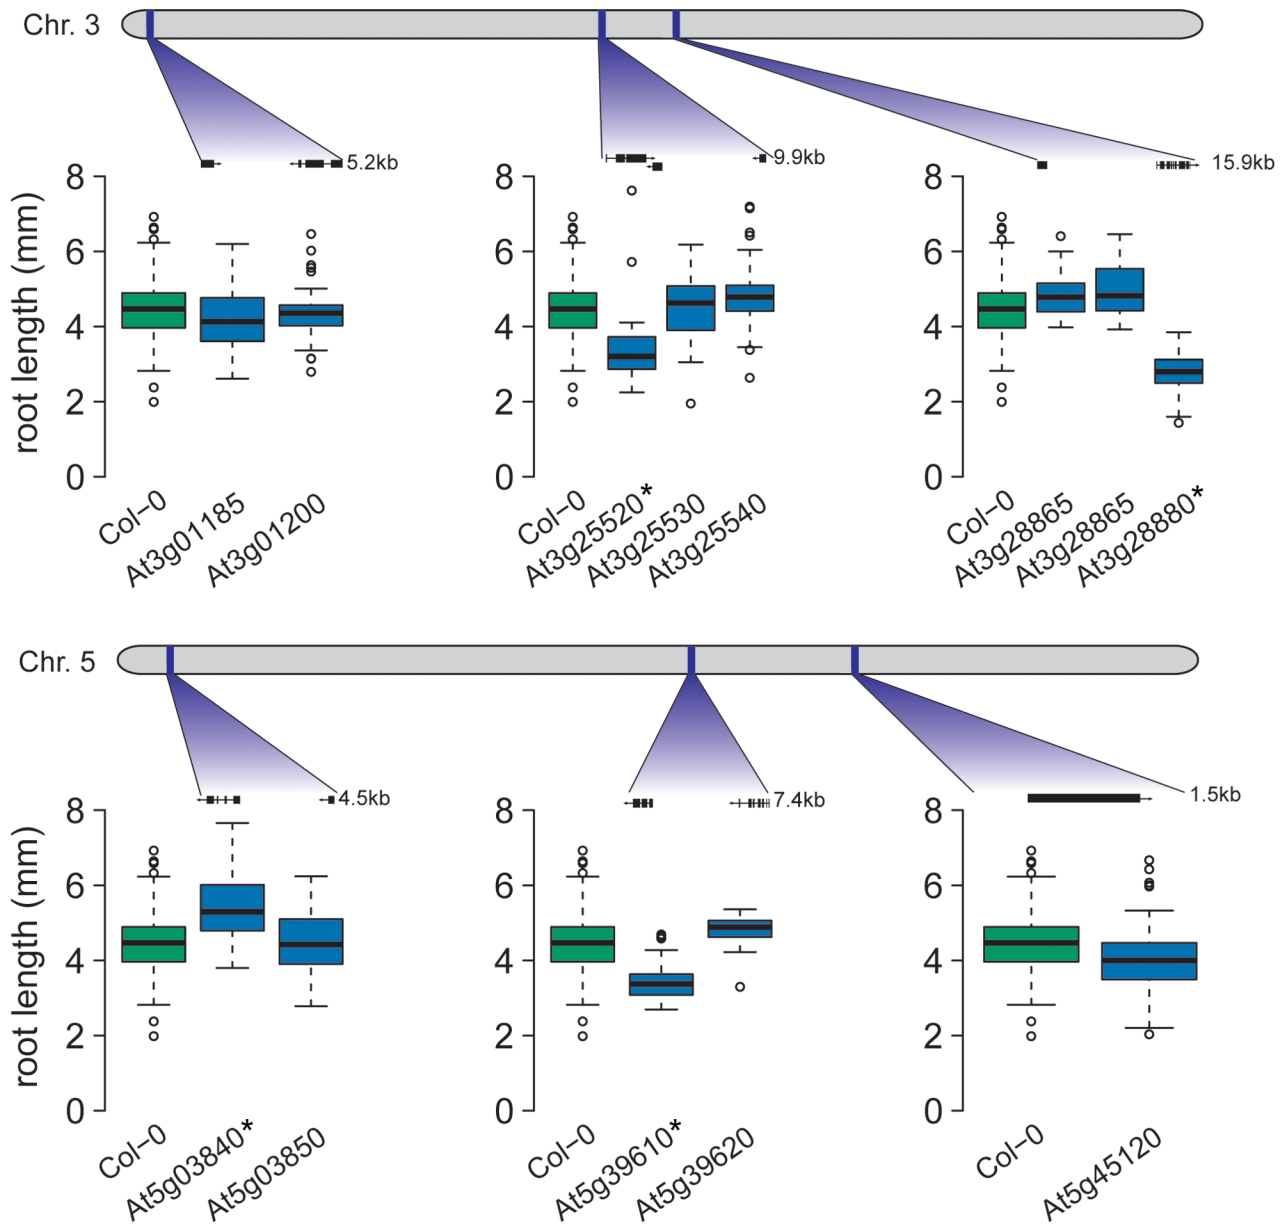 Chr. 3
5.2kb
9.9kb
15.9kb
root length (mm)
8
6
4
2
0
Col–0
At3g01185
At3g01200
8
6
4
2
0
Col–0
At3g25520*
At3g25530
At3g25540
8
6
4
2
0
Col–0
At3g28865
At3g28865
At3g28880*
Chr. 5
4.5kb
7.4kb
1.5kb
root length (mm)
8
6
4
2
0
Col–0
At5g03840*
At5g03850
8
6
4
2
0
Col–0
At5g39610*
At5g39620
8
6
4
2
0
Col–0
At5g45120